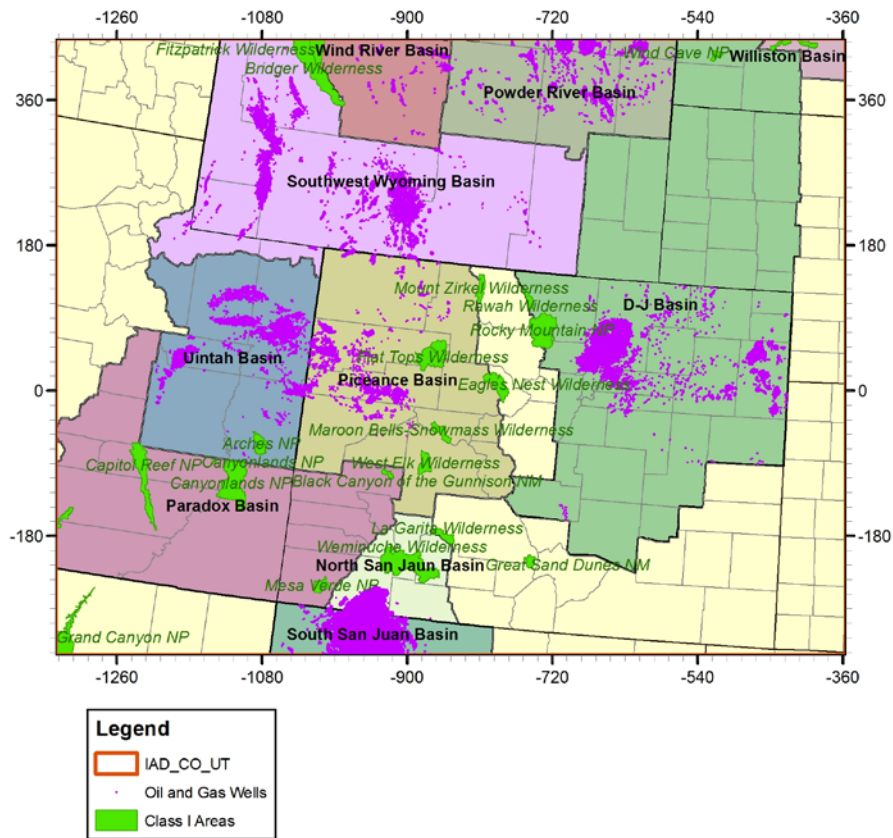 -1260 -1080 -900 -720 -540 -360
Fitzpatrick Wilderness Wind River Basin Wind Cave NP Williston Basin
Bridger Wilderness
360 Powder River Basin 360
Southwest Wyoming Basin
180 180
Mount Zirkel Wilderness
Rawah Wilderness D-J Basin
Rocky Mountain NP
Uintah Basin Flat Tops Wilderness
0 Piceance Basin Eagles Nest Wilderness 0
Maroon Bells-Snowmass Wilderness
Arches NP
Capitol Reef NP Canyonlands NP West Elk Wilderness
Canyonlands NP Black Canyon of the Gunnison NM
Paradox Basin
-180 La Garita Wilderness -180
Weminuche Wilderness
North San Jaun Basin Great Sand Dunes NM
Mesa Verde NP
Grand Canyon NP South San Juan Basin
-1260 -1080 -900 -720 -540 -360
Legend
IAD_CO_UT
Oil and Gas Wells
Class I Areas